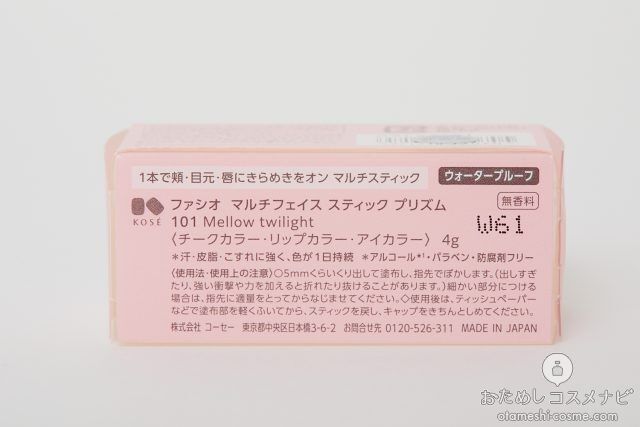 1本で頬・目元・唇にきらめきをオン マルチスティック
ウォータープルーフ
KOSÉ
ファシオ マルチフェイス スティック プリズム
無香料
101 Mellow twilight
W61
〈チークカラー・リップカラー・アイカラー〉 4g
＊汗・皮脂・こすれに強く、色が1日持続 ＊アルコール*¹・パラベン・防腐剤フリー
〈使用法・使用上の注意〉○5mmくらいくり出して塗布し、指先でぼかします。(出しすぎ
たり、強い衝撃や力を加えると折れたり抜けることがあります。)細かい部分につける
場合は、指先に適量をとってからなじませてください。◇使用後は、ティッシュペーパー
などで塗布部を軽くふいてから、スティックを戻し、キャップをきちんとしめてください。
株式会社 コーセー 東京都中央区日本橋3-6-2 お問合せ先 0120-526-311 MADE IN JAPAN
おためしコスメナビ
otameshi-cosme.com